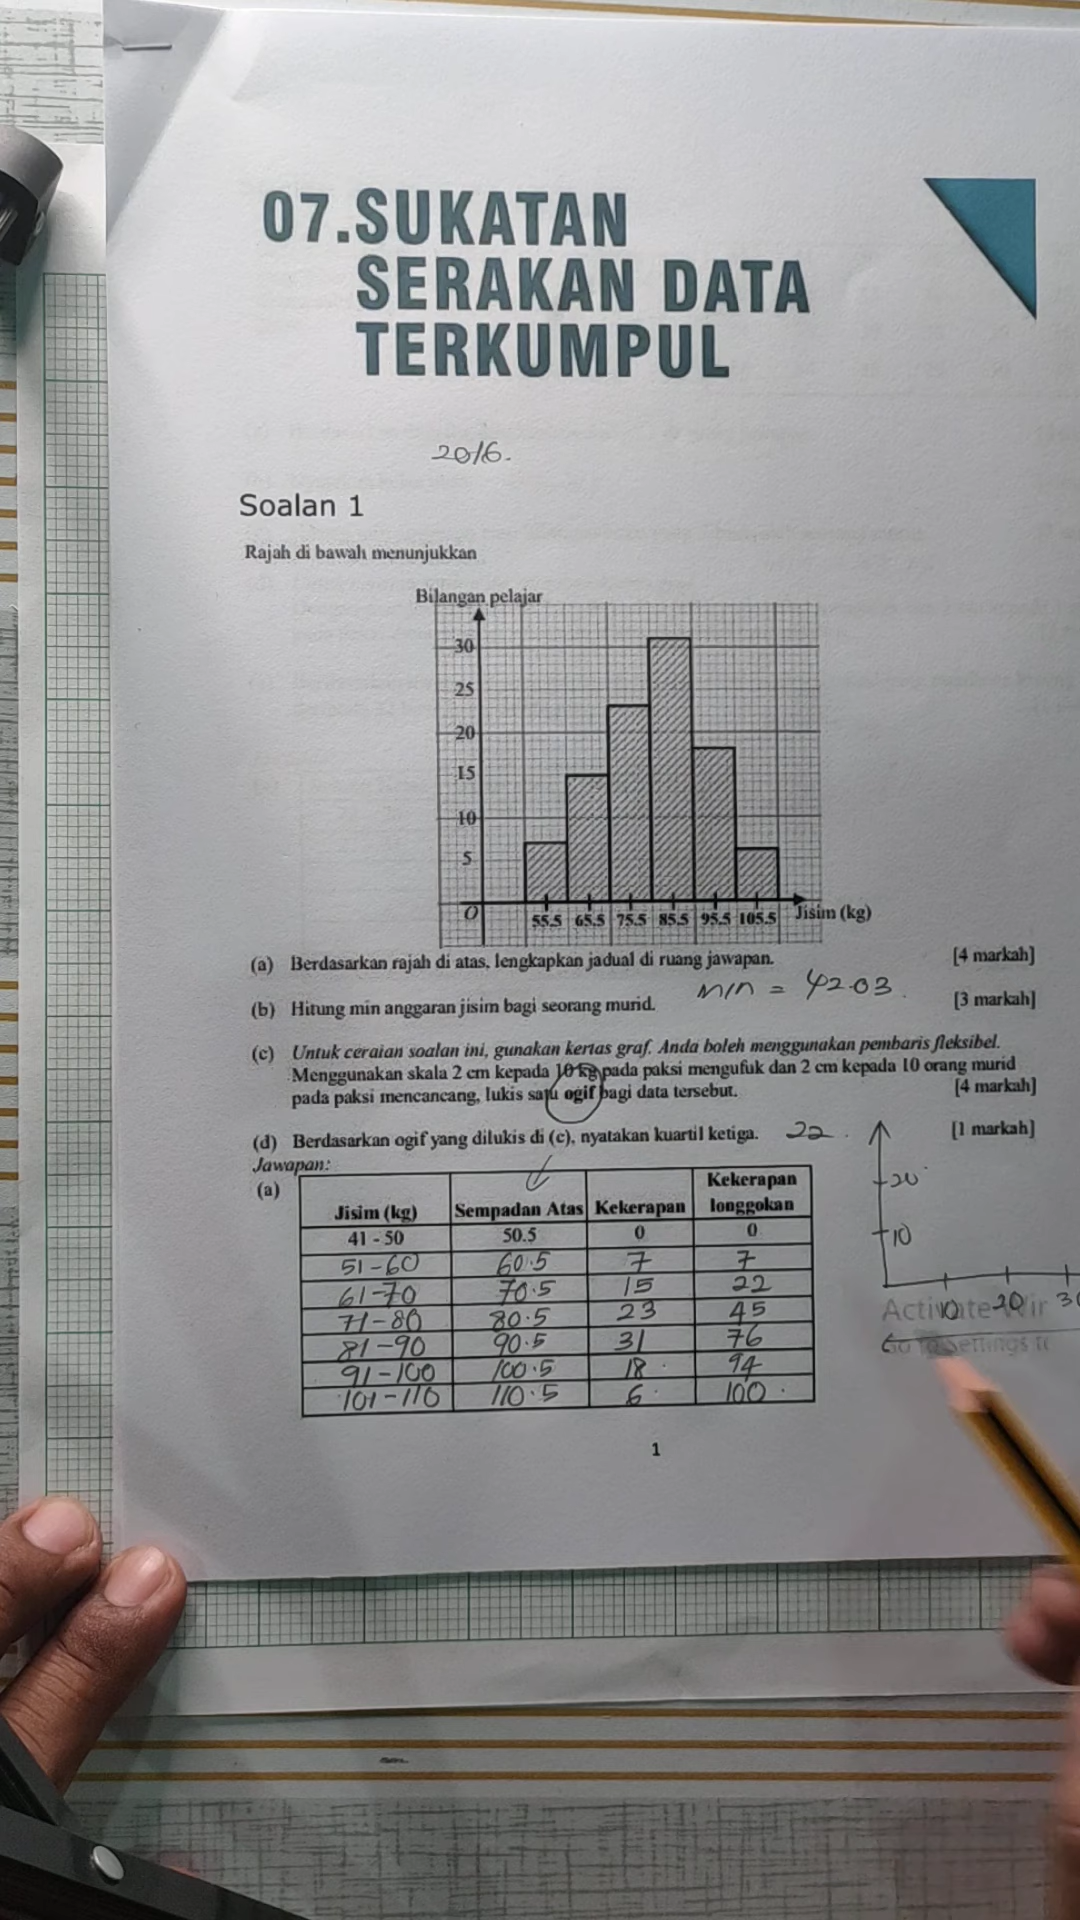 07.SUKATAN
SERAKAN DATA
TERKUMPUL
2016.
Soalan 1
Rajah di bawah menunjukkan
Bilangan pelajar
30
25
20
15
10
5
O
55.5 65.5 75.5 85.5 95.5 105.5 Jisim (kg)
(a) Berdasarkan rajah di atas, lengkapkan jadual di ruang jawapan. [4 markah]
min = 42.03.
(b) Hitung min anggaran jisim bagi seorang murid. [3 markah]
(c) Untuk ceraian soalan ini, gunakan kertas graf. Anda boleh menggunakan pembaris fleksibel.
Menggunakan skala 2 cm kepada 10 kg pada paksi mengufuk dan 2 cm kepada 10 orang murid
pada paksi mencancang, lukis satu ogif bagi data tersebut. [4 markah]
(d) Berdasarkan ogif yang dilukis di (c), nyatakan kuartil ketiga. 22. [1 markah]
Jawapan:
(a)
Jisim (kg) Sempadan Atas Kekerapan Kekerapan longgokan
41 - 50 50.5 0 0
51-60 60.5 7 7
61-70 70.5 15 22
71-80 80.5 23 45
81-90 90.5 31 76
91-100 100.5 18 94
101-110 110.5 6 100
20
10
10 20 30
Activate Wir
Go to Settings t
1